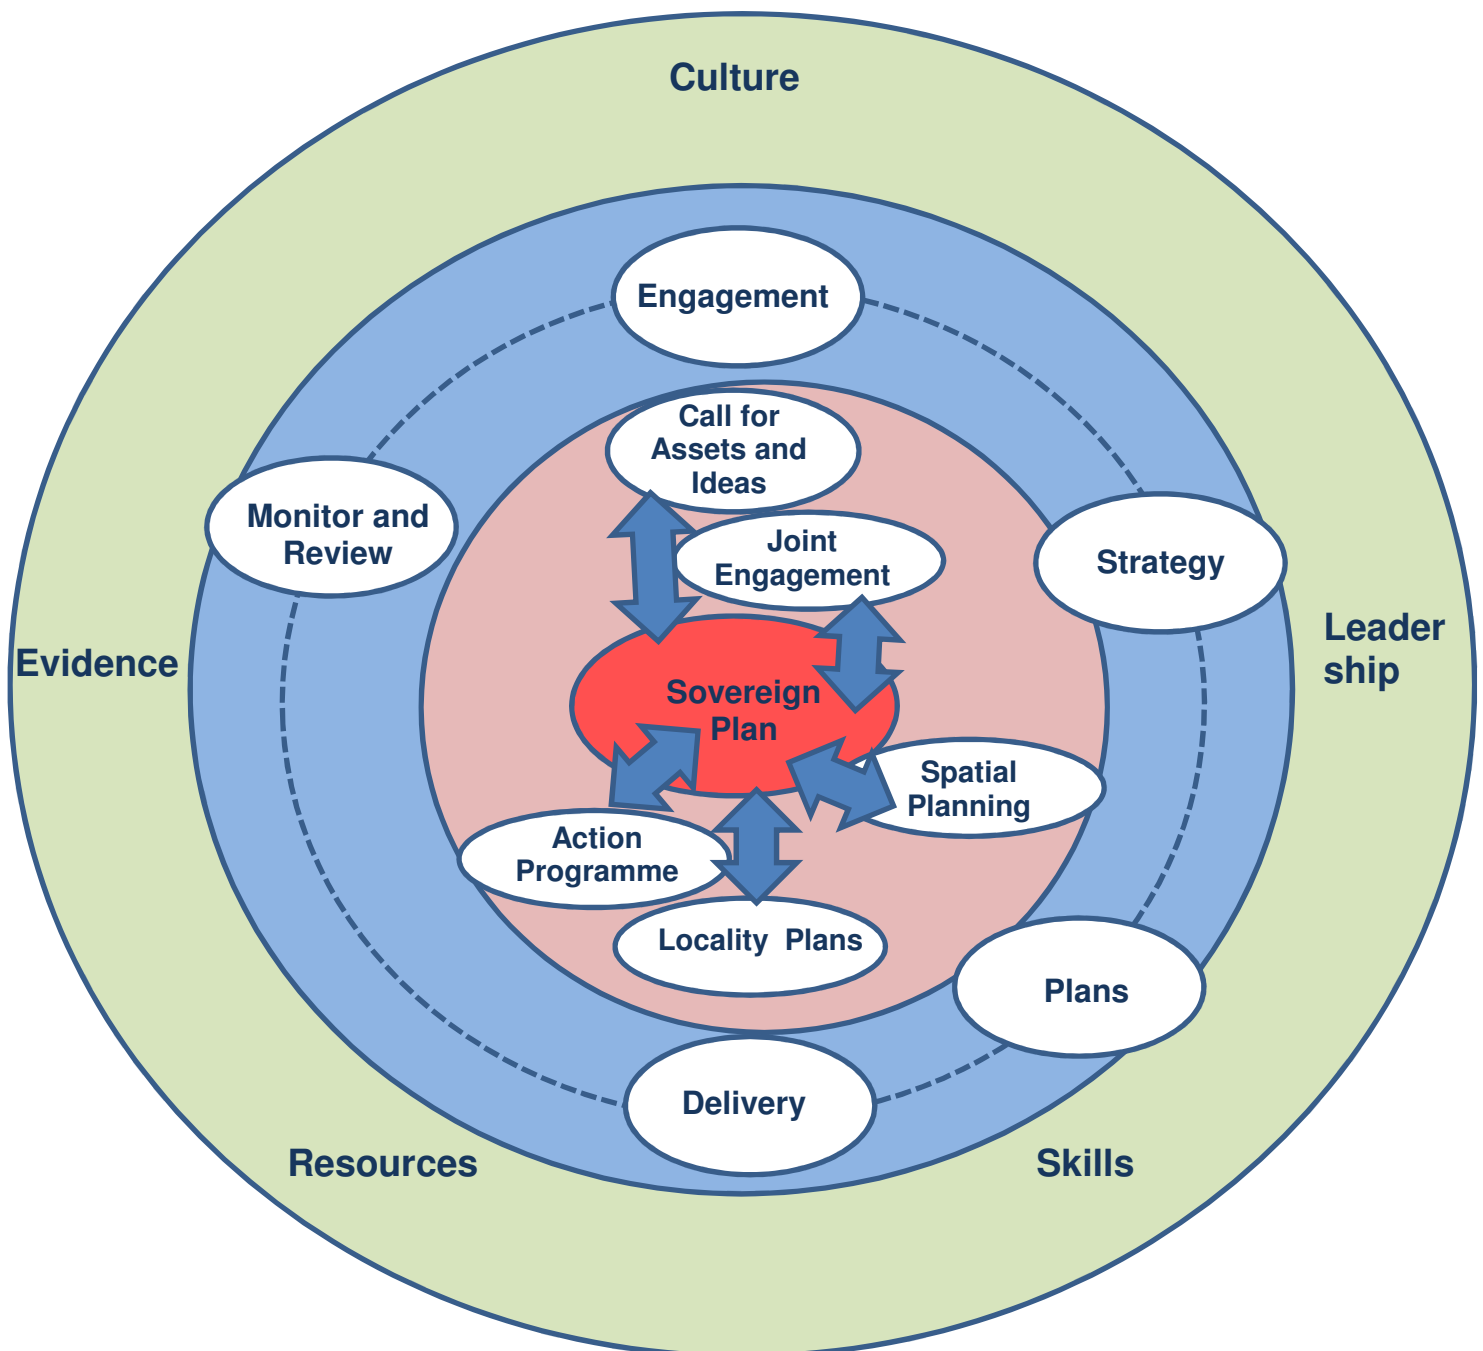 Culture
Engagement
Call for
Assets and
Ideas
Monitor and
Review
Joint
Engagement
Strategy
Evidence
Leader
ship
Sovereign
Plan
Spatial
Planning
Action
Programme
Locality Plans
Plans
Delivery
Resources
Skills